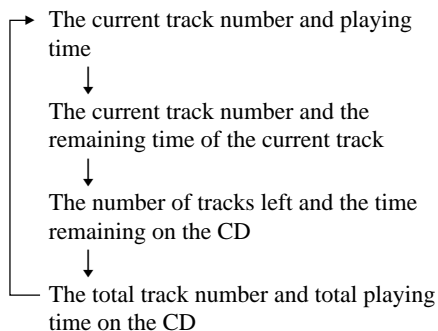 The current track number and playing
time
The current track number and the
remaining time of the current track
The number of tracks left and the time
remaining on the CD
The total track number and total playing
time on the CD